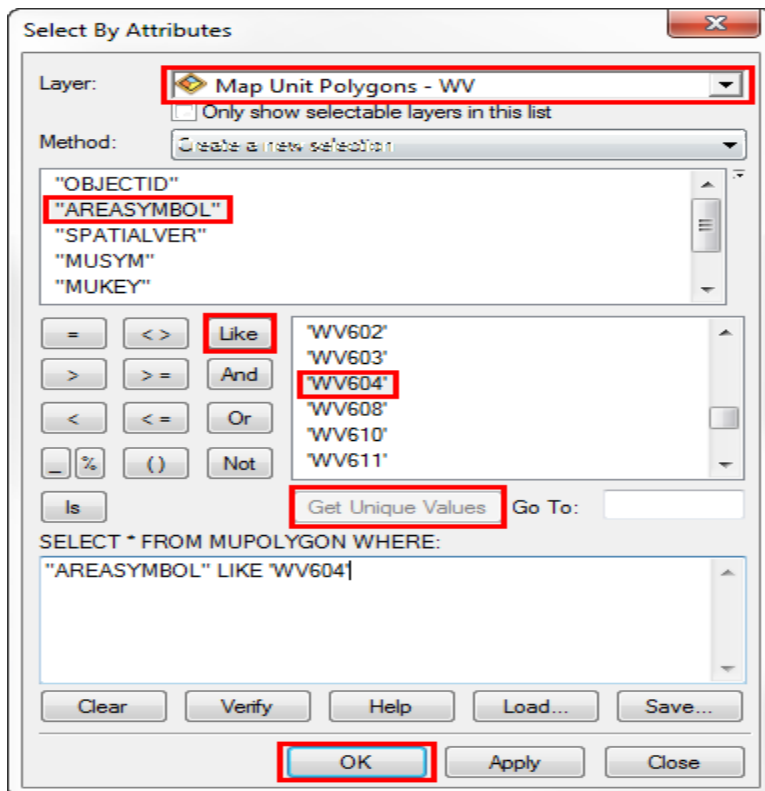 Select By Attributes
Layer: Map Unit Polygons - WV
Only show selectable layers in this list
Method: Create a new selection
"OBJECTID"
"AREASYMBOL"
"SPATIALVER"
"MUSYM"
"MUKEY"
= < > Like 'WV602'
'WV603'
> > = And 'WV604'
'WV608'
< < = Or 'WV610'
_ % ( ) Not 'WV611'
Is Get Unique Values Go To:
SELECT * FROM MUPOLYGON WHERE:
"AREASYMBOL" LIKE 'WV604'
Clear Verify Help Load... Save...
OK Apply Close